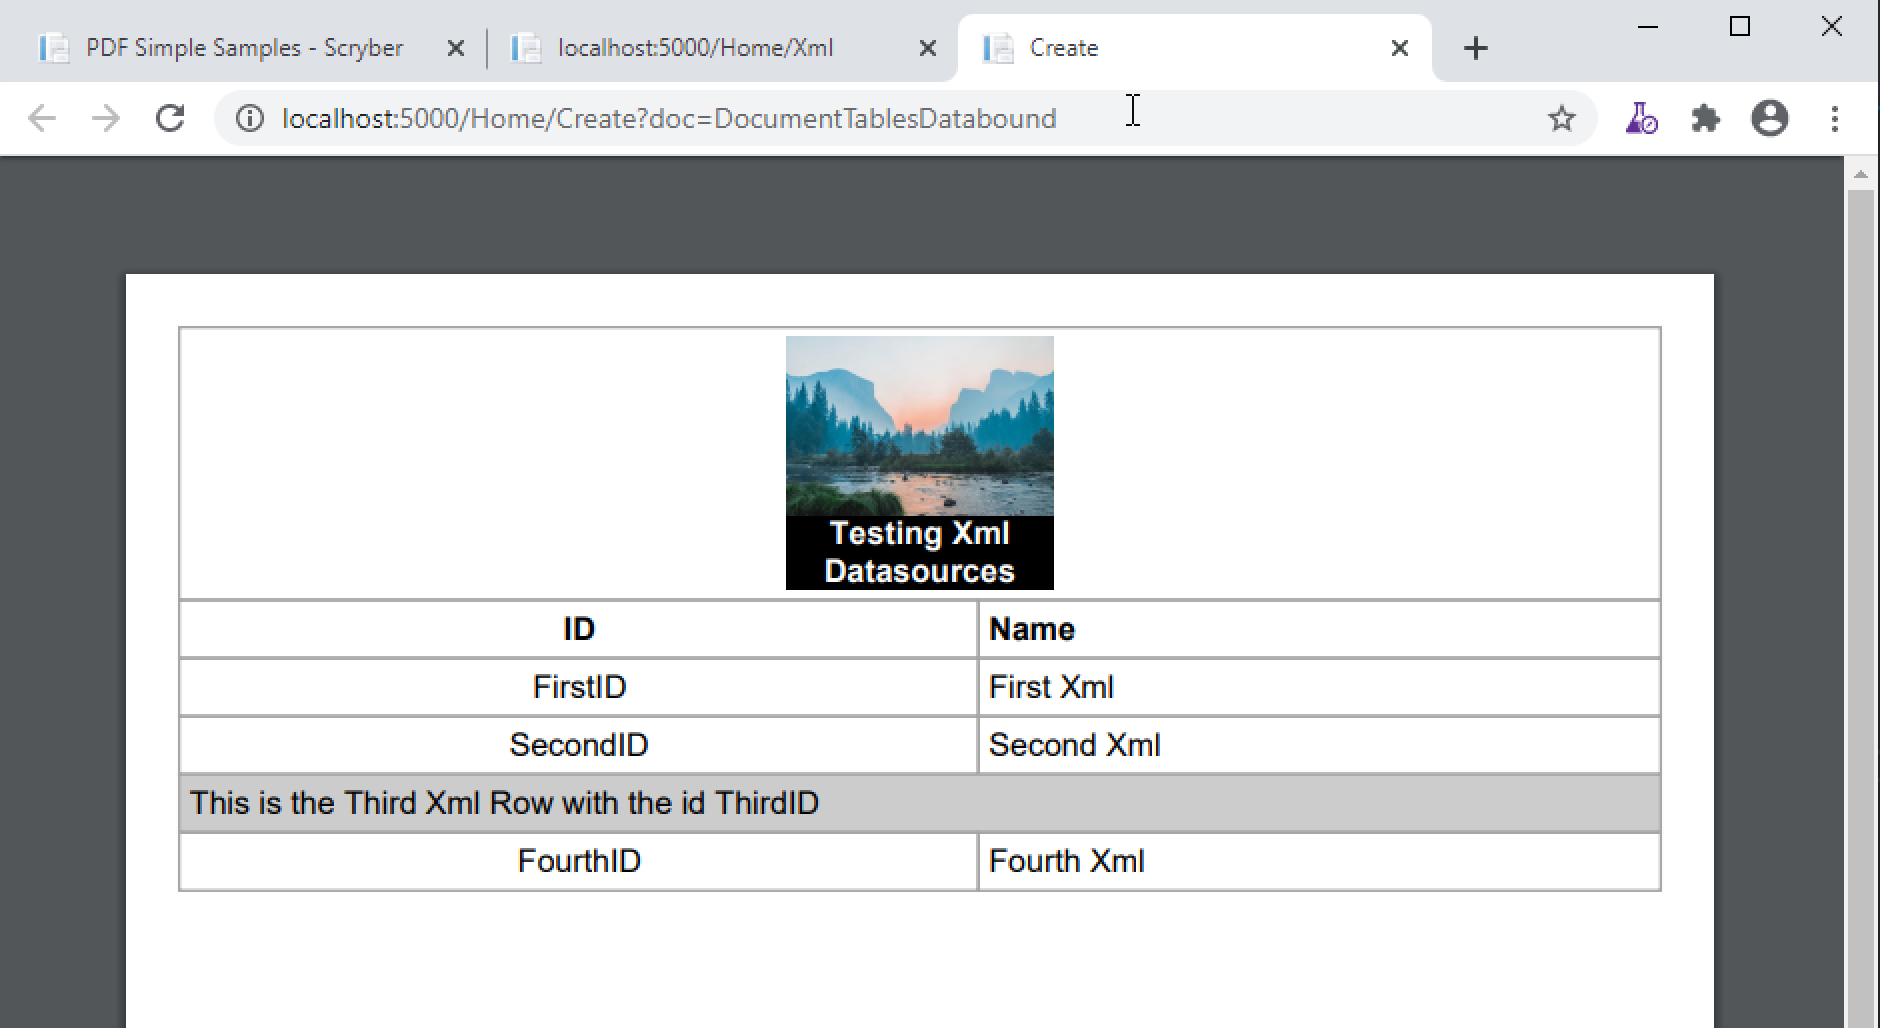 PDF Simple Samples - Scryber
localhost:5000/Home/Xml
Create
localhost:5000/Home/Create?doc=DocumentTablesDatabound
Testing Xml
Datasources
ID Name
FirstID First Xml
SecondID Second Xml
This is the Third Xml Row with the id ThirdID
FourthID Fourth Xml